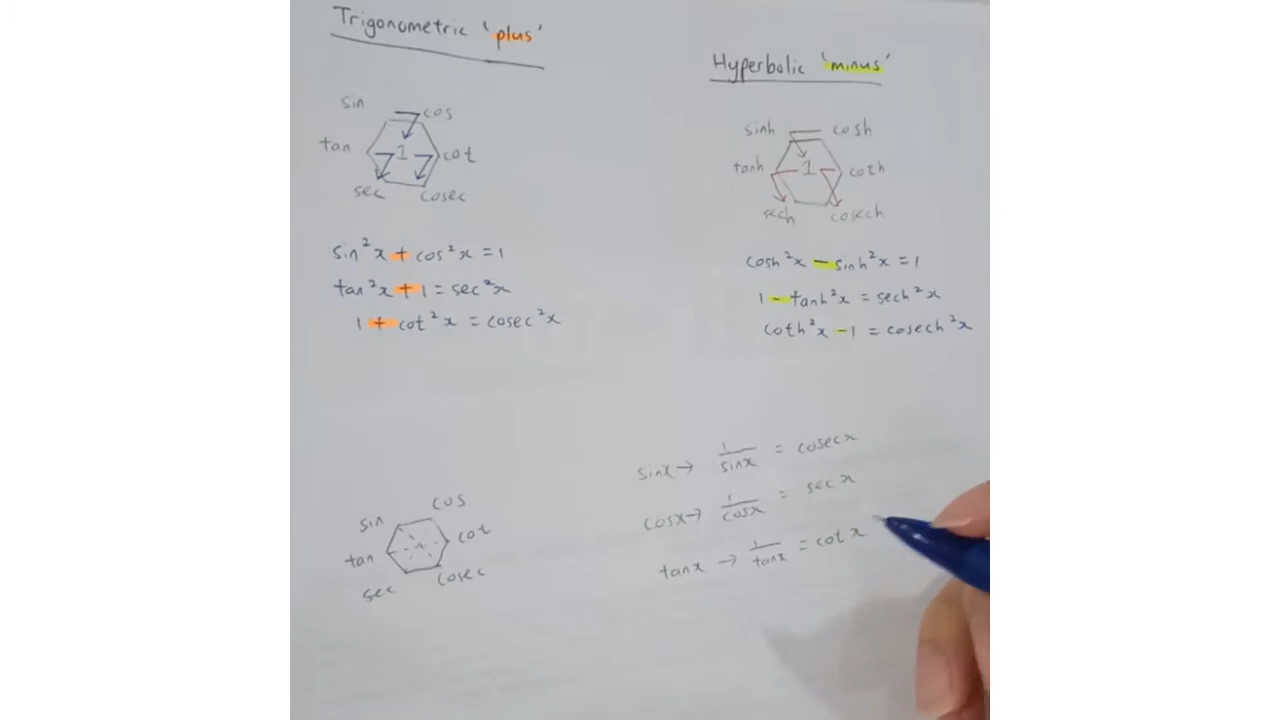 Trigonometric 'plus'
sin
cos
tan
1
cot
sec
cosec
sin²x + cos²x = 1
tan²x + 1 = sec²x
1 + cot²x = cosec²x
Hyperbolic 'minus'
sinh
cosh
tanh
1
coth
sech
cosech
cosh²x - sinh²x = 1
1 - tanh²x = sech²x
coth²x - 1 = cosech²x
sin
cos
tan
cot
sec
cosec
sinx → 1/sinx = cosecx
cosx → 1/cosx = secx
tanx → 1/tanx = cotx